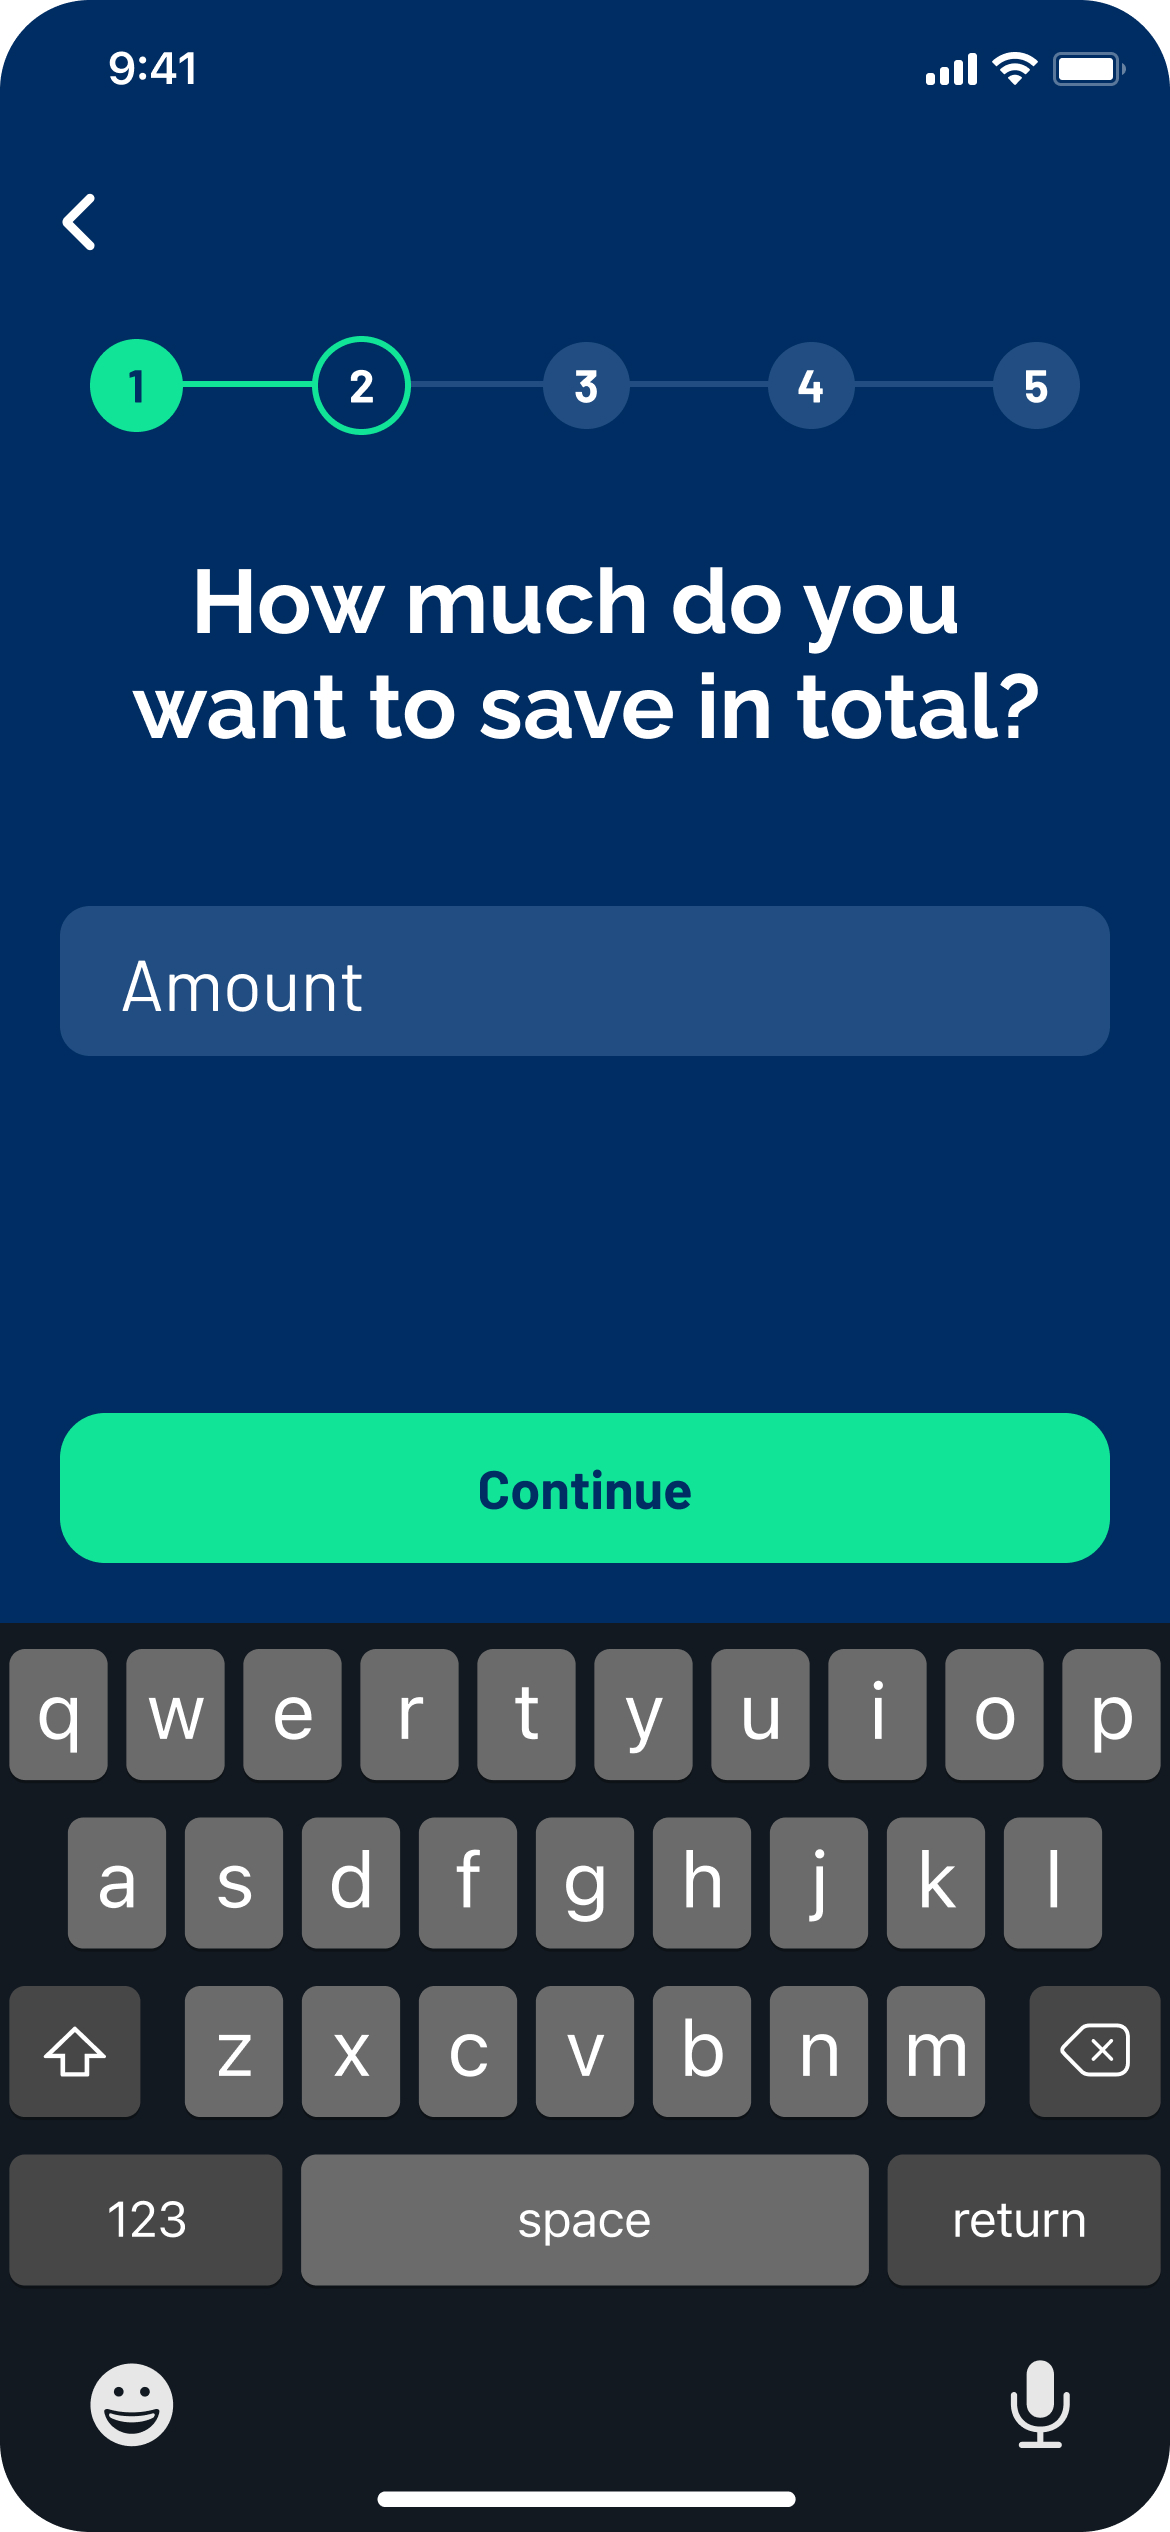 9:41
1 2 3 4 5
How much do you
want to save in total?
Amount
Continue
q w e r t y u i o p
a s d f g h j k l
z x c v b n m
123 space return